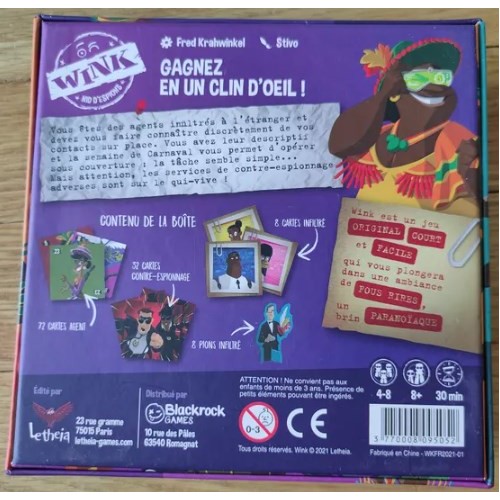 Fred Krahwinkel Stivo
WINK
NID D'ESPIONS
GAGNEZ
EN UN CLIN D'OEIL !
Vous êtes des agents infiltrés à l'étranger et
devez vous faire connaître discrètement de vos
contacts sur place. Vous avez leur descriptif
et la semaine de Carnaval vous permet d'opérer
sous couverture : la tâche semble simple...
Mais attention, les services de contre-espionnage
adverses sont sur le qui-vive !
CONTENU DE LA BOÎTE
8 CARTES INFILTRÉ
32 CARTES
CONTRE-ESPIONNAGE
72 CARTES AGENT
8 PIONS INFILTRÉ
Wink est un jeu
ORIGINAL COURT
et FACILE
qui vous plongera
dans une ambiance
de FOUS RIRES,
un
brin PARANOÏAQUE
Édité par
Letheia
23 rue gramme
75015 Paris
letheia-games.com
Distribué par
Blackrock
GAMES
10 rue des Pâles
63540 Romagnat
ATTENTION ! Ne convient pas aux
enfants de moins de 3 ans. Présence de
petits éléments pouvant être ingérés.
0-3
CE
Tous droits réservés. Wink © 2021 Letheia.
4-8 8+ 30 min
3770008095052
Fabriqué en Chine - WKFR2021-01